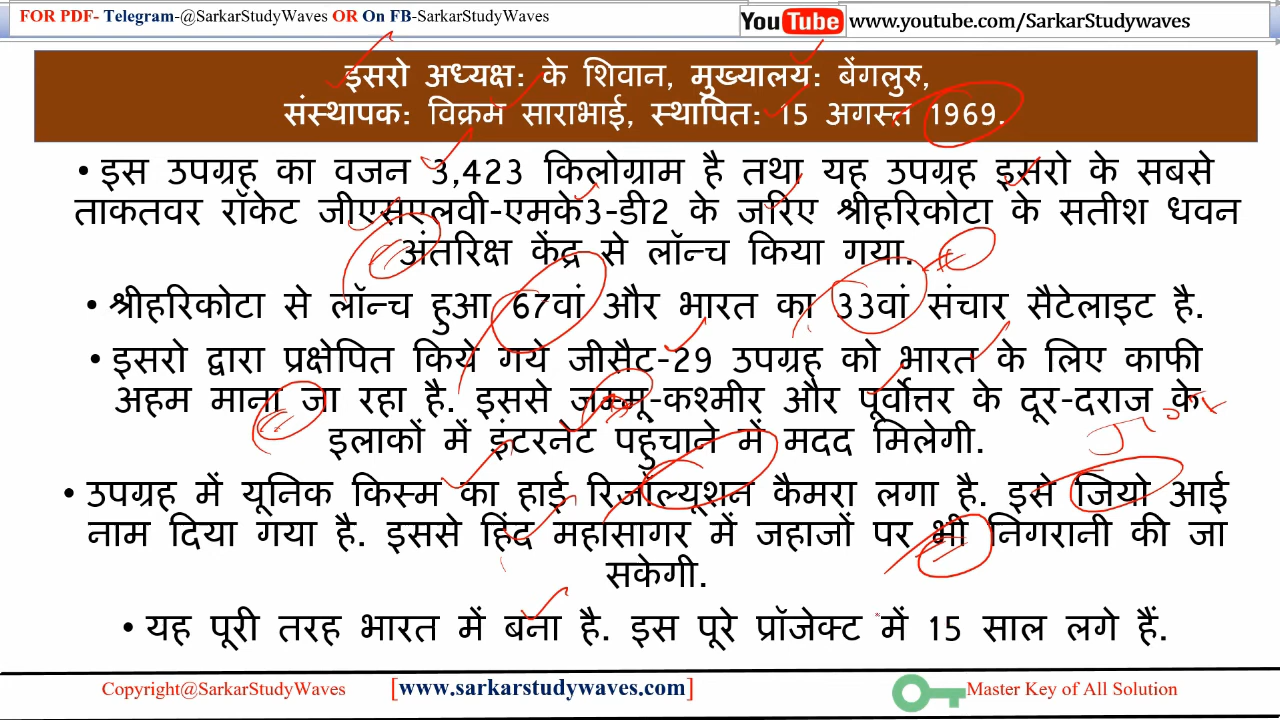 FOR PDF- Telegram-@SarkarStudyWaves OR On FB-SarkarStudyWaves
YouTube www.youtube.com/SarkarStudywaves
इसरो अध्यक्ष: के शिवान, मुख्यालय: बेंगलुरु,
संस्थापक: विक्रम साराभाई, स्थापित: 15 अगस्त 1969.
• इस उपग्रह का वजन 3,423 किलोग्राम है तथा यह उपग्रह इसरो के सबसे
ताकतवर रॉकेट जीएसएलवी-एमके3-डी2 के जरिए श्रीहरिकोटा के सतीश धवन
अंतरिक्ष केंद्र से लॉन्च किया गया.
• श्रीहरिकोटा से लॉन्च हुआ 67वां और भारत का 33वां संचार सैटेलाइट है.
• इसरो द्वारा प्रक्षेपित किये गये जीसैट-29 उपग्रह को भारत के लिए काफी
अहम माना जा रहा है. इससे जम्मू-कश्मीर और पूर्वोत्तर के दूर-दराज के
इलाकों में इंटरनेट पहुंचाने में मदद मिलेगी.
• उपग्रह में यूनिक किस्म का हाई रिजॉल्यूशन कैमरा लगा है. इसे जियो आई
नाम दिया गया है. इससे हिंद महासागर में जहाजों पर भी निगरानी की जा
सकेगी.
• यह पूरी तरह भारत में बना है. इस पूरे प्रॉजेक्ट में 15 साल लगे हैं.
Copyright@SarkarStudyWaves [www.sarkarstudywaves.com] Master Key of All Solution